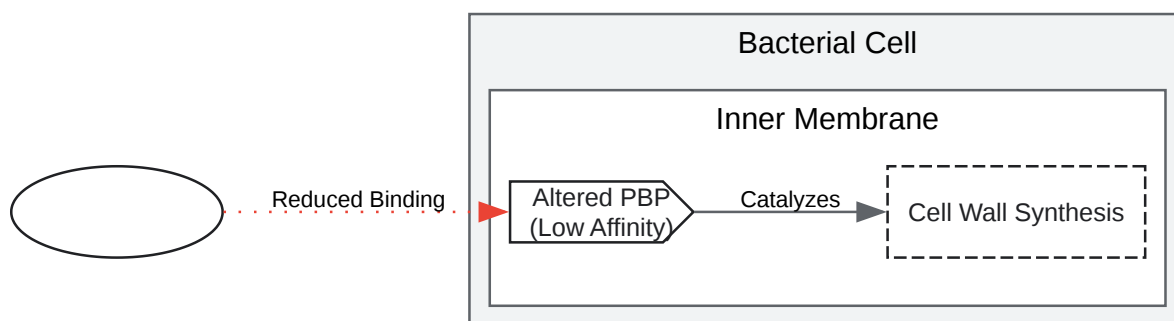 Bacterial Cell
Inner Membrane
Reduced Binding
Altered PBP
(Low Affinity)
Catalyzes
Cell Wall Synthesis